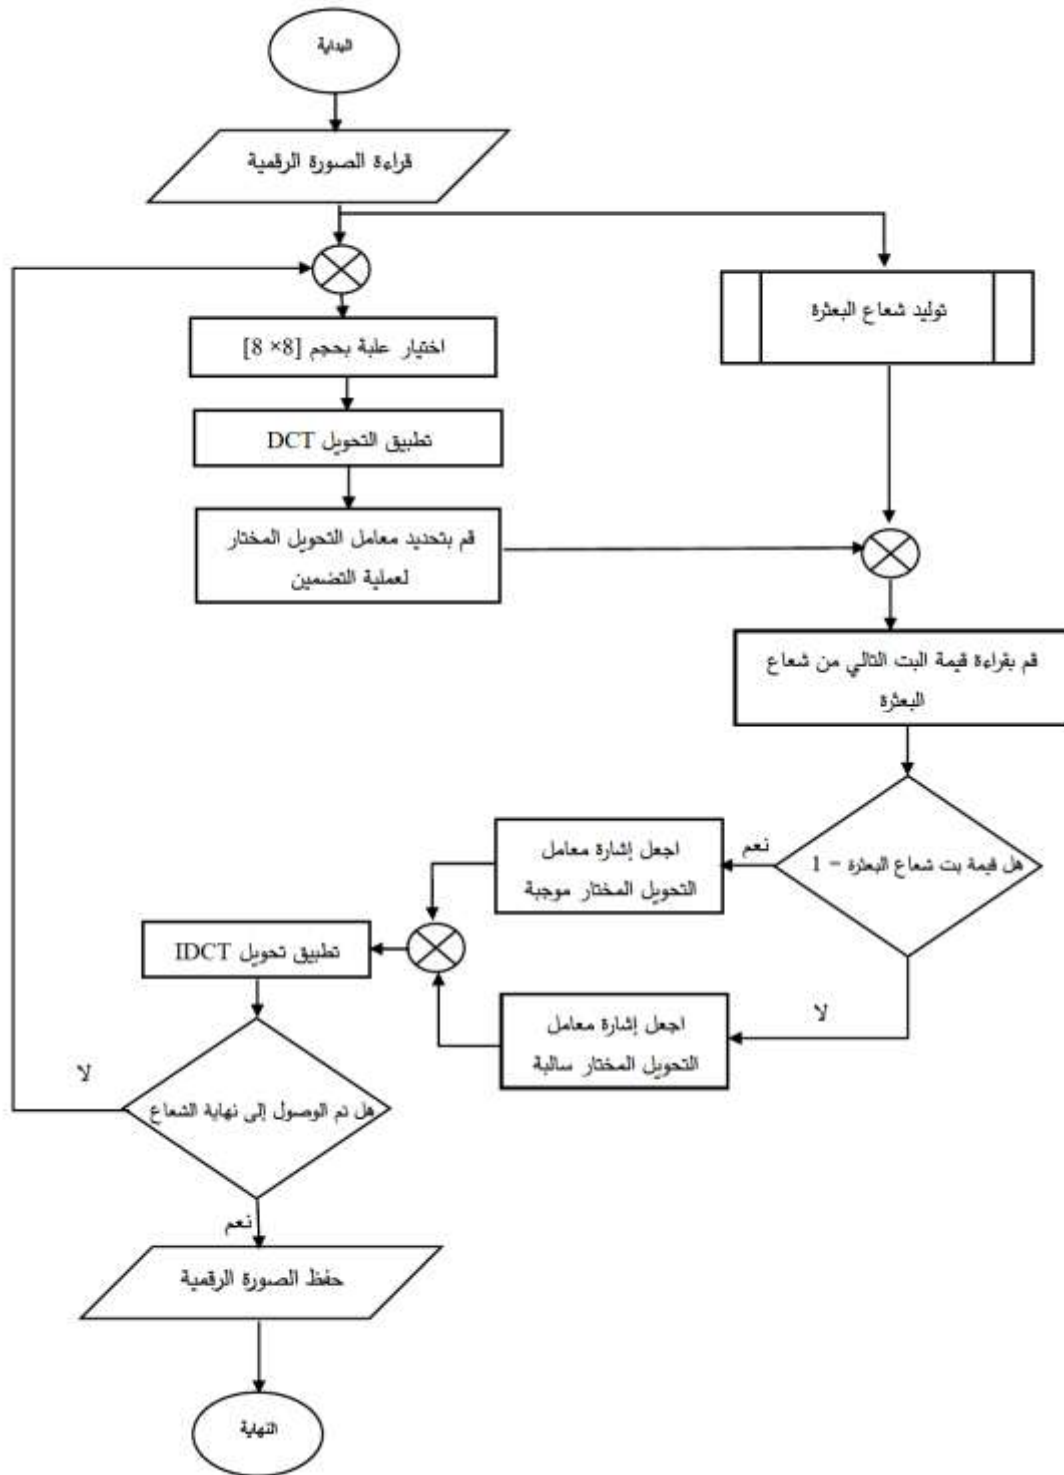 البداية
قراءة الصورة الرقمية
توليد شعاع البعثرة
اختيار علبة بحجم [8× 8]
تطبيق التحويل DCT
قم بتحديد معامل التحويل المختار
لعملية التضمين
قم بقراءة قيمة البت التالي من شعاع
البعثرة
هل قيمة بت شعاع البعثرة = 1
نعم
اجعل إشارة معامل
التحويل المختار موجبة
لا
اجعل إشارة معامل
التحويل المختار سالبة
تطبيق تحويل IDCT
هل تم الوصول إلى نهاية الشعاع
لا
نعم
حفظ الصورة الرقمية
النهاية